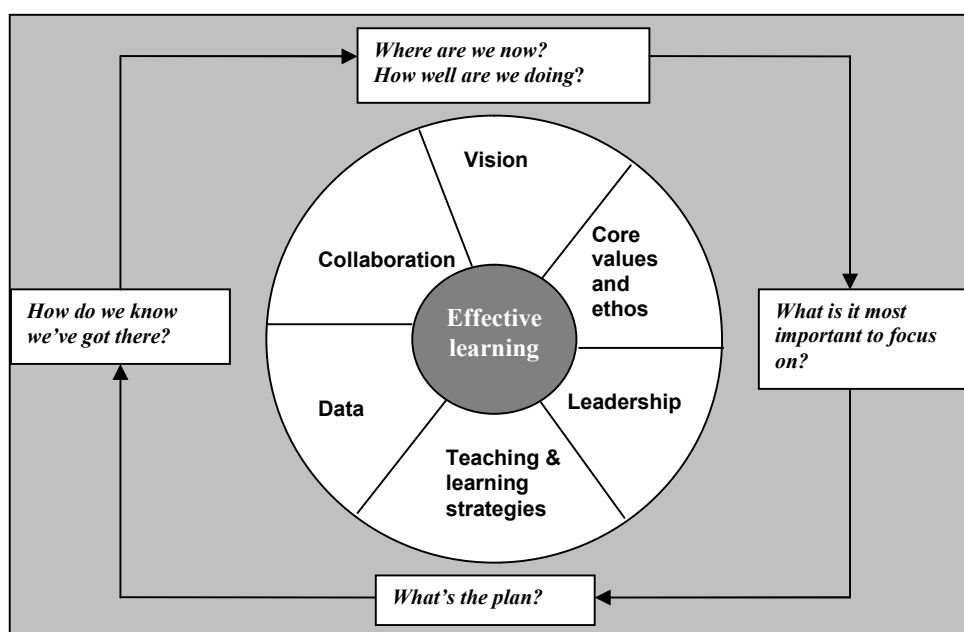 Where are we now?
How well are we doing?
Vision
Core
values
and
ethos
Collaboration
How do we know
we've got there?
Effective
learning
What is it most
important to focus
on?
Data
Leadership
Teaching &
learning
strategies
What's the plan?